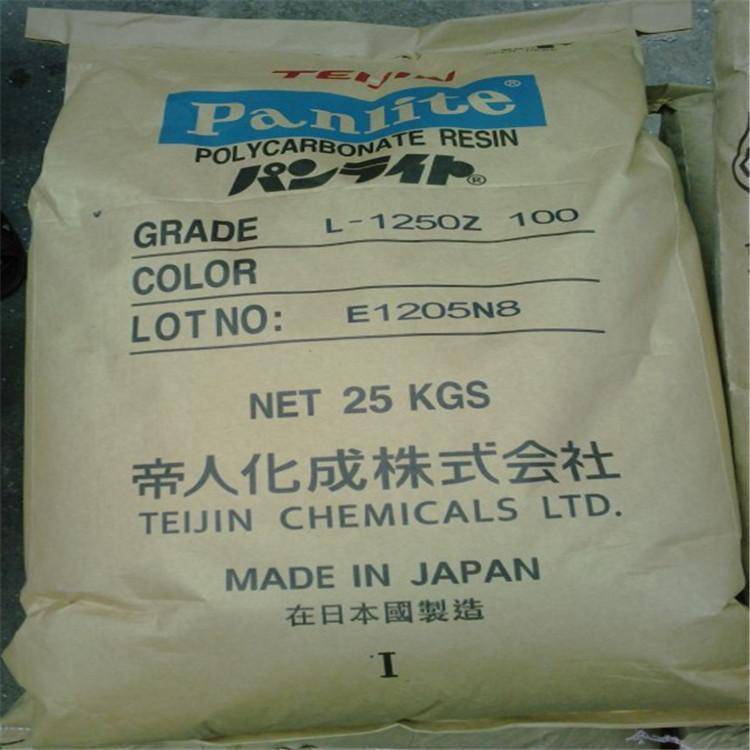 TEIJIN
Panlite®
POLYCARBONATE RESIN
パンライト®
GRADE L-1250Z 100
COLOR
LOT NO: E1205N8
NET 25 KGS
帝人化成株式会社
TEIJIN CHEMICALS LTD.
MADE IN JAPAN
在日本國製造
I